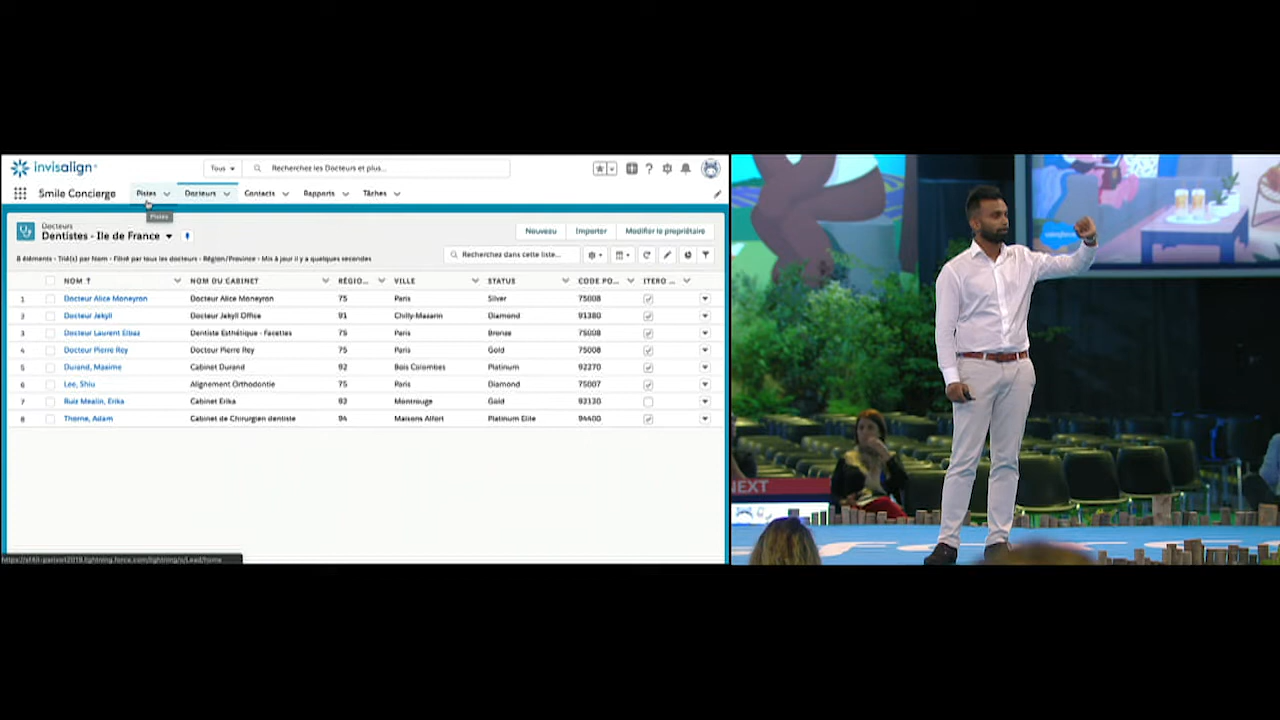 invisalign
Tous
Recherchez les Docteurs et plus...
Smile Concierge
Pistes
Docteurs
Contacts
Rapports
Tâches
Pistes
Docteurs
Dentistes - Ile de France
Nouveau
Importer
Modifier le propriétaire
8 éléments • Trié(s) par Nom • Filtré par tous les docteurs - Région/Province • Mis à jour il y a quelques secondes
Recherchez dans cette liste...
NOM ↑ NOM DU CABINET RÉGIO... VILLE STATUS CODE PO... ITERO ...
1 Docteur Alice Moneyron Docteur Alice Moneyron 75 Paris Silver 75008
2 Docteur Jekyll Docteur Jekyll Office 91 Chilly-Mazarin Diamond 91380
3 Docteur Laurent Elbaz Dentiste Esthétique - Facettes 75 Paris Bronze 75008
4 Docteur Pierre Rey Docteur Pierre Rey 75 Paris Gold 75008
5 Durand, Maxime Cabinet Durand 92 Bois Colombes Platinum 92270
6 Lee, Shiu Alignement Orthodontie 75 Paris Diamond 75007
7 Ruiz Mealin, Erika Cabinet Erika 92 Montrouge Gold 92120
8 Thorne, Adam Cabinet de Chirurgien dentiste 94 Maisons Alfort Platinum Elite 94400
NEXT